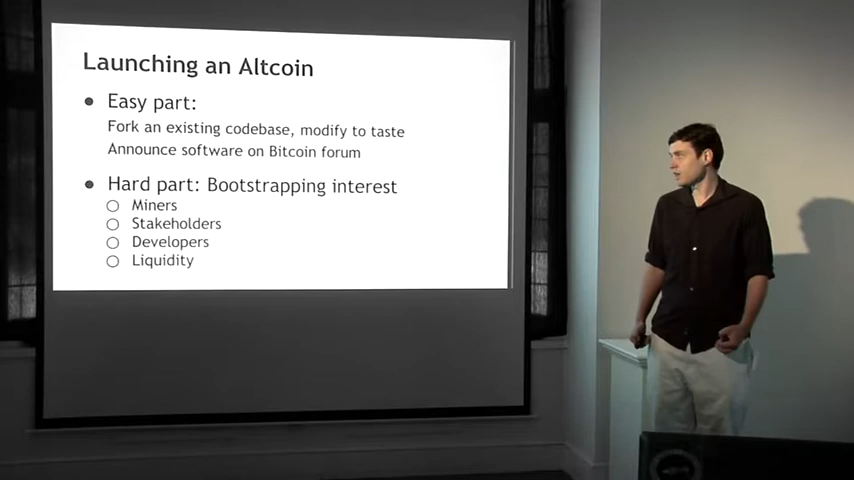 Launching an Altcoin
● Easy part:
Fork an existing codebase, modify to taste
Announce software on Bitcoin forum
● Hard part: Bootstrapping interest
○ Miners
○ Stakeholders
○ Developers
○ Liquidity